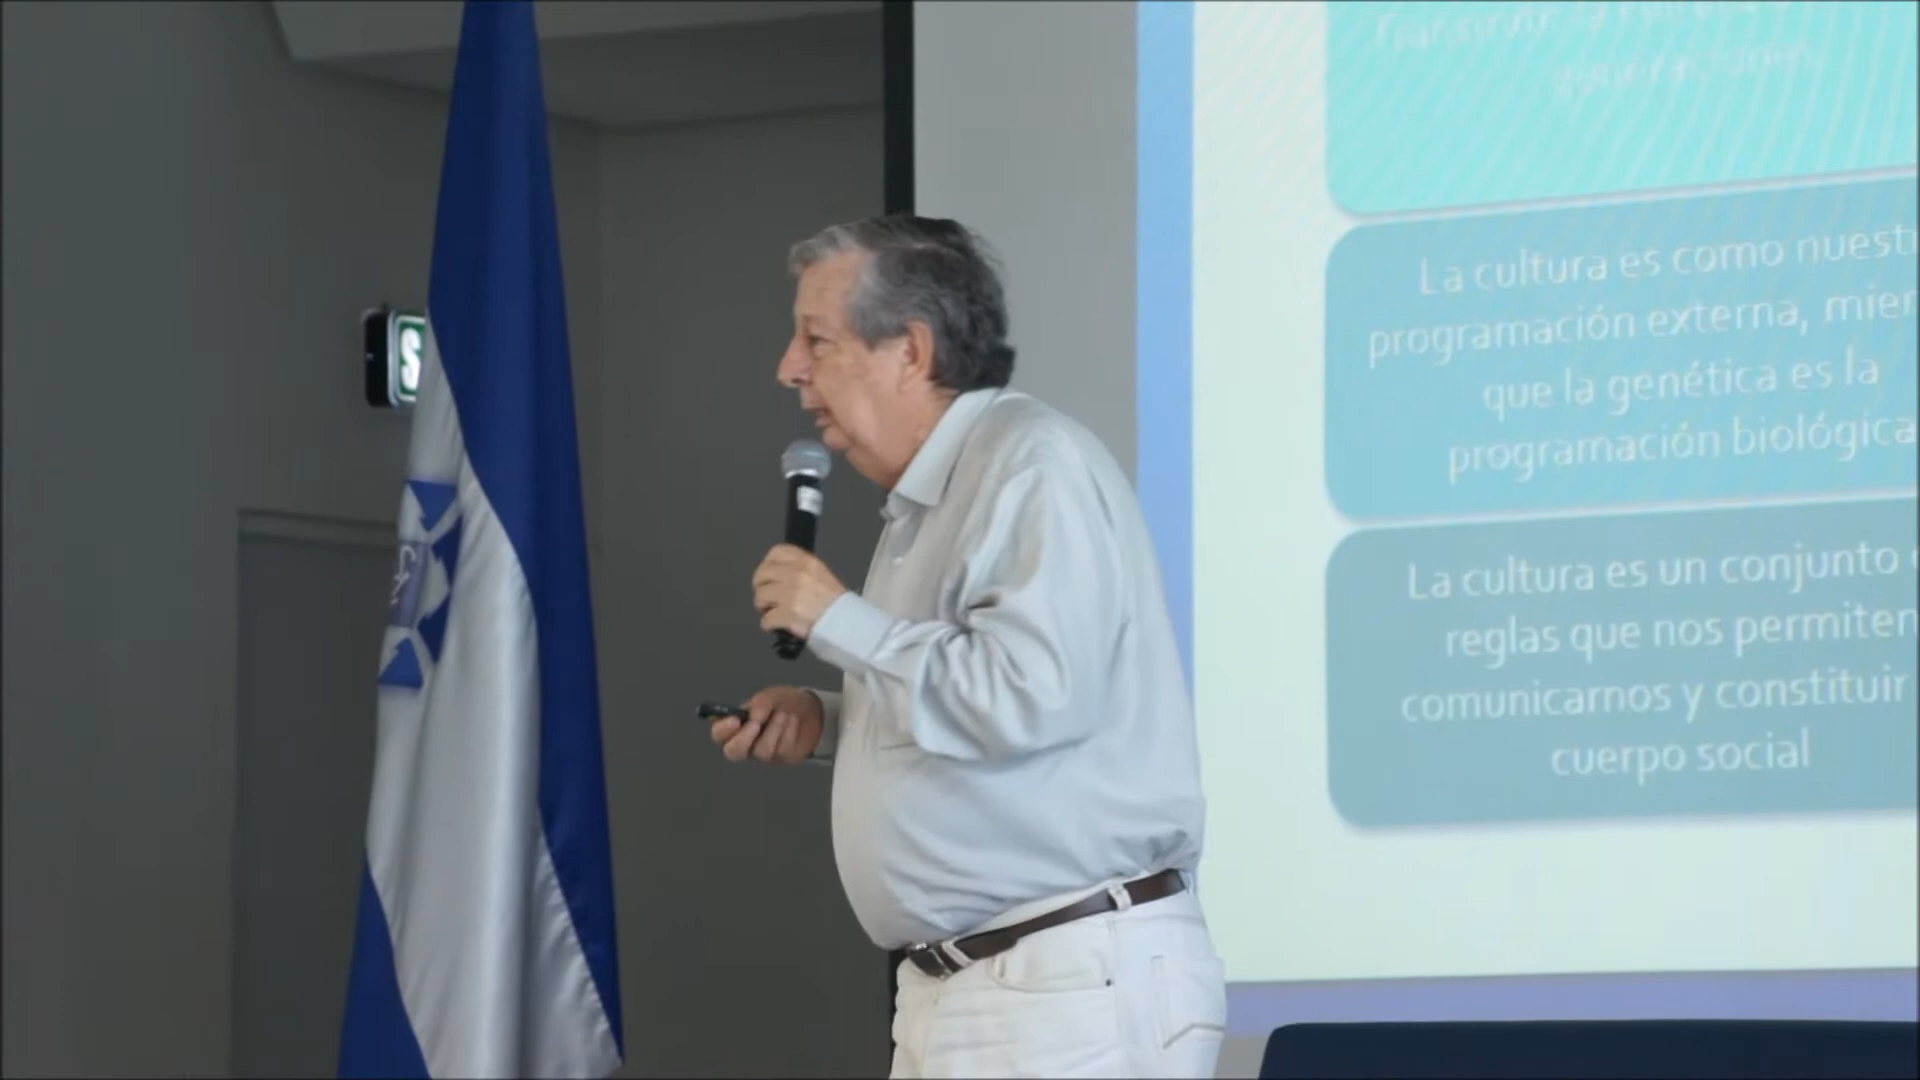 S
La cultura es como nuest
programación externa, mier
que la genética es la
programación biológica
La cultura es un conjunto
reglas que nos permiten
comunicarnos y constituir
cuerpo social